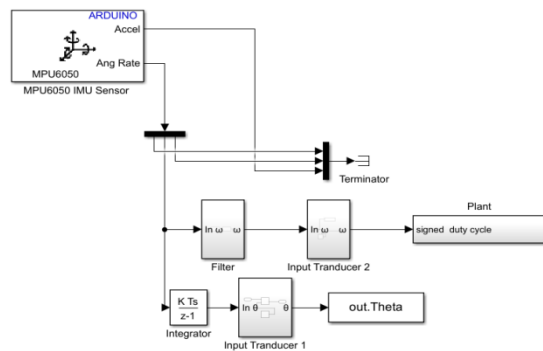 ARDUINO
Accel
Ang Rate
MPU6050
MPU6050 IMU Sensor
Terminator
Plant
In ω ω
In ω ω
signed duty cycle
Filter
Input Tranducer 2
K Ts
z-1
In θ θ
out.Theta
Integrator
Input Tranducer 1